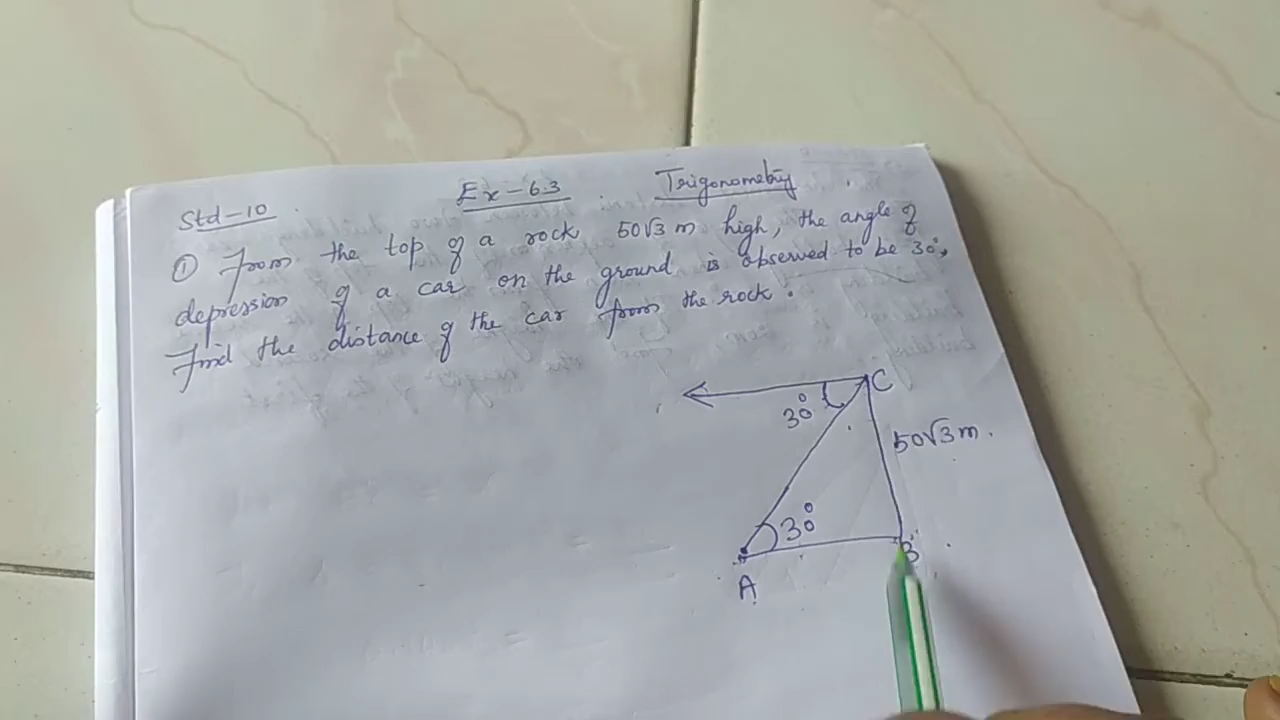 Std-10
Ex-6.3
Trigonometry
① From the top of a rock 50√3 m high, the angle of
depression of a car on the ground is observed to be 30°,
Find the distance of the car from the rock.
C
30°
50√3 m.
30°
B
A